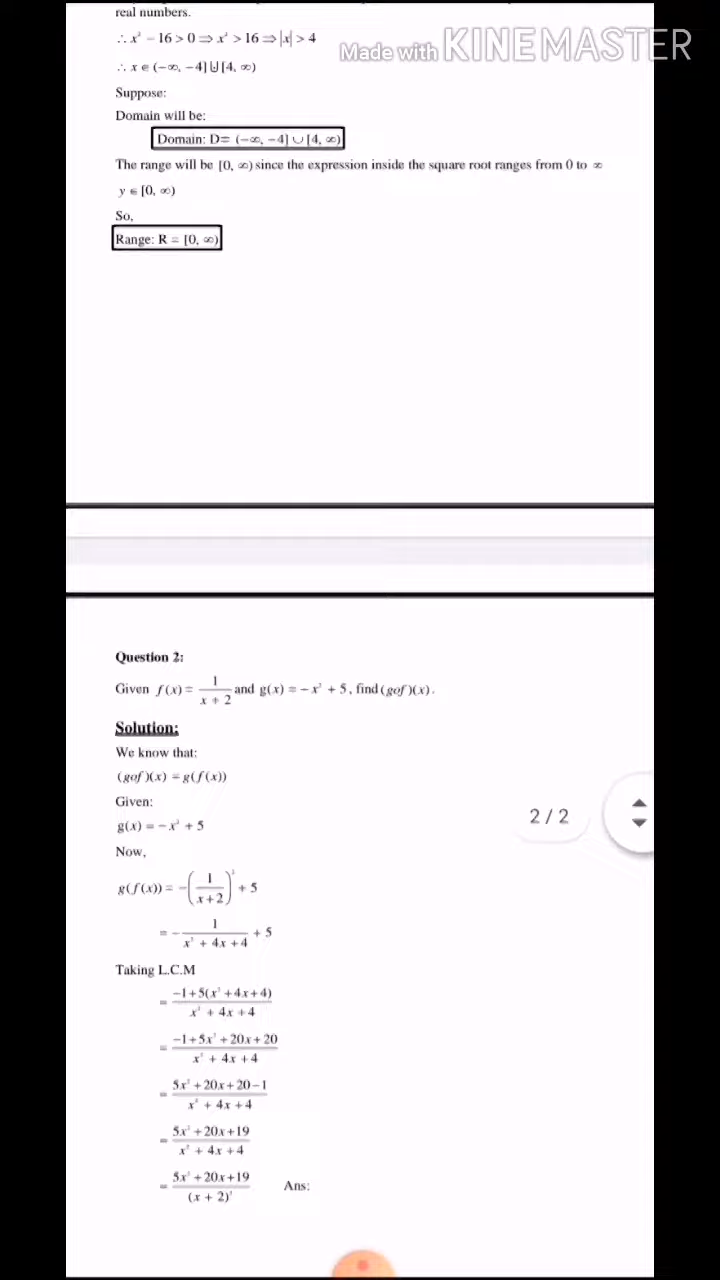 real numbers.
∴ x² − 16 > 0 ⇒ x² > 16 ⇒ |x| > 4
Made with KINEMASTER
∴ x ∈ (−∞, −4] ⊎ [4, ∞)
Suppose:
Domain will be:
Domain: D= (−∞, −4] ∪ [4, ∞)
The range will be [0, ∞) since the expression inside the square root ranges from 0 to ∞
y ∈ [0, ∞)
So,
Range: R = [0, ∞)
Question 2:
Given f(x) = 1/(x + 2) and g(x) = − x² + 5, find (gof)(x).
Solution:
We know that:
(gof)(x) = g(f(x))
Given:
g(x) = − x² + 5
2 / 2
Now,
g(f(x)) = −(1/(x+2))² + 5
= − 1/(x² + 4x + 4) + 5
Taking L.C.M
= (−1+5(x² +4x+4))/(x² + 4x + 4)
= (−1+5x² + 20x + 20)/(x² + 4x + 4)
= (5x² + 20x + 20 − 1)/(x² + 4x + 4)
= (5x² + 20x + 19)/(x² + 4x + 4)
= (5x² + 20x + 19)/(x + 2)² Ans: